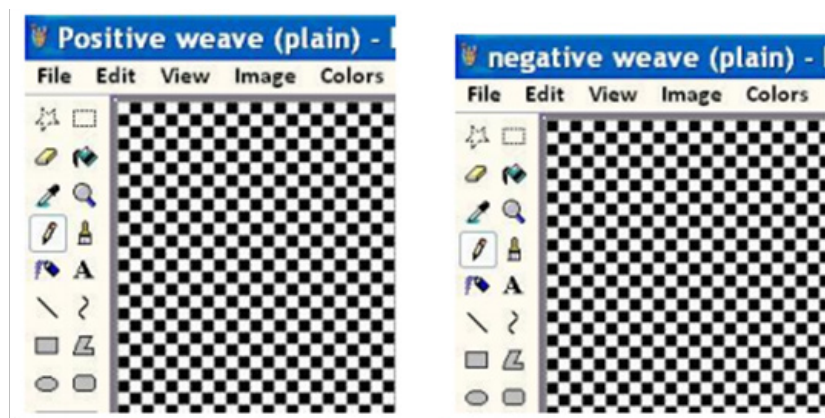 Positive weave (plain) -
File Edit View Image Colors
A
negative weave (plain) -
File Edit View Image Colors
A